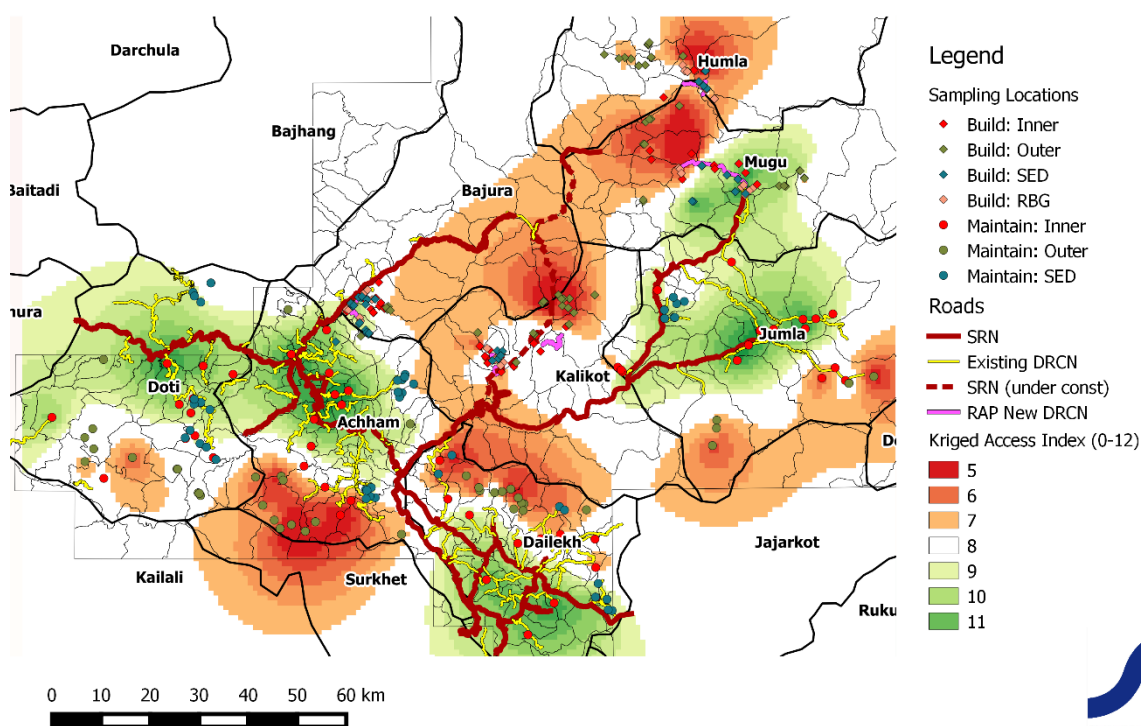 Darchula
Humla
Bajhang
Mugu
Baitadi
Bajura
mura
Jumla
Doti
Kalikot
Achham
De
Dailekh
Jajarkot
Kailali
Surkhet
Ruku
0 10 20 30 40 50 60 km
Legend
Sampling Locations
Build: Inner
Build: Outer
Build: SED
Build: RBG
Maintain: Inner
Maintain: Outer
Maintain: SED
Roads
SRN
Existing DRCN
SRN (under const)
RAP New DRCN
Kriged Access Index (0-12)
5
6
7
8
9
10
11